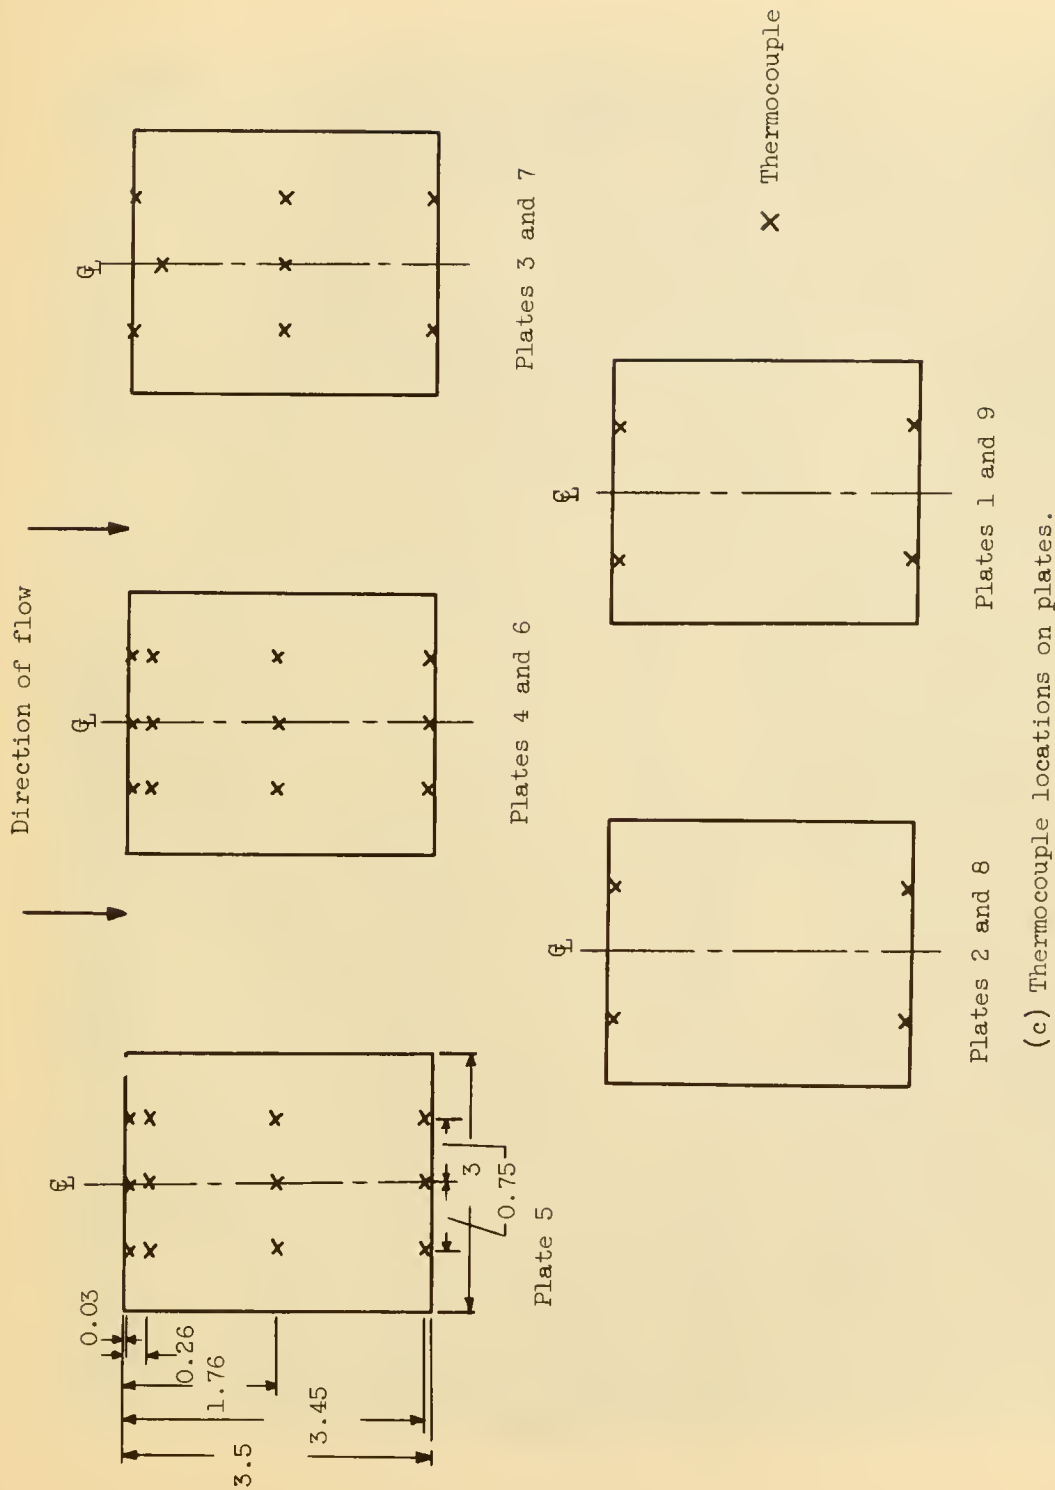 Direction of flow
℄
℄
℄
0.03
0.26
1.76
3.45
3.5
0.75
3
Plate 5
Plates 4 and 6
Plates 3 and 7
℄
℄
Plates 2 and 8
Plates 1 and 9
X Thermocouple
(c) Thermocouple locations on plates.